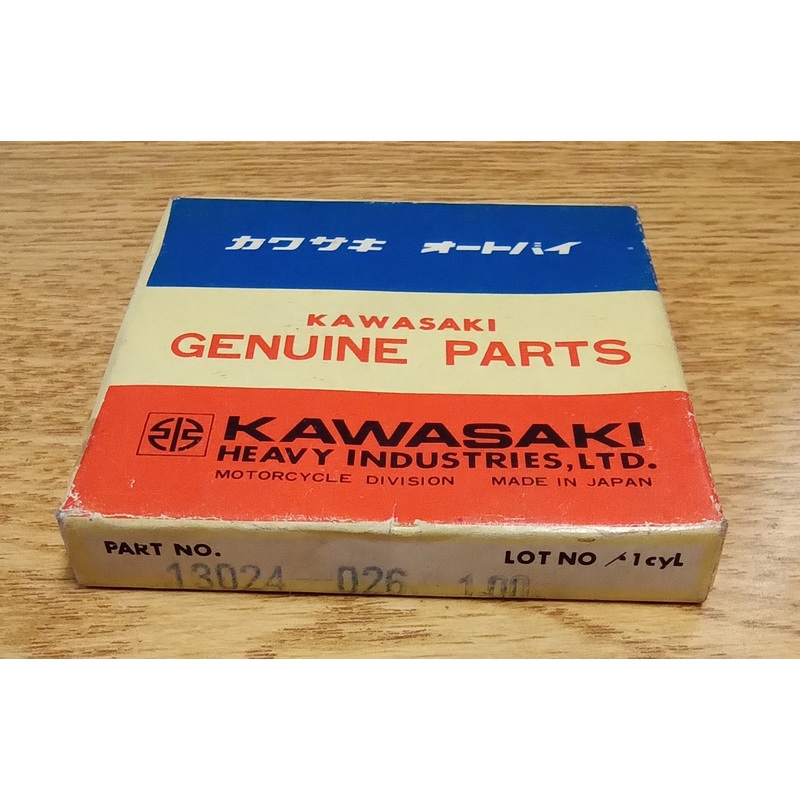 カワサキ オートバイ
KAWASAKI
GENUINE PARTS
KAWASAKI
HEAVY INDUSTRIES, LTD.
MOTORCYCLE DIVISION MADE IN JAPAN
PART NO. LOT NO /1cyL
13024 026 1.00